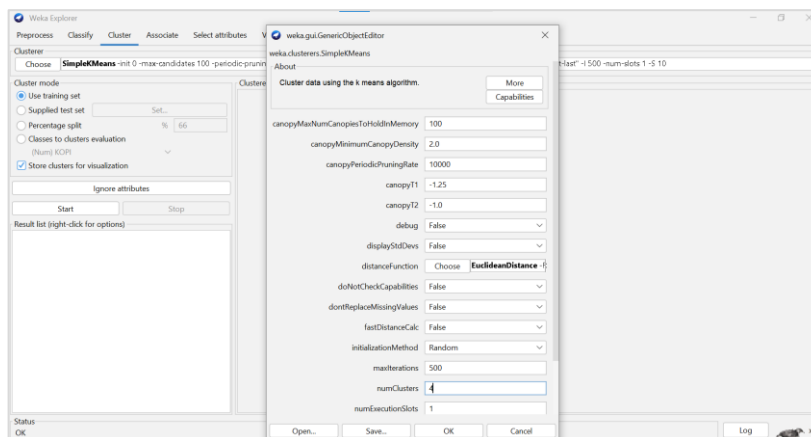 Weka Explorer
Preprocess Classify Cluster Associate Select attributes V
Clusterer
Choose SimpleKMeans -init 0 -max-candidates 100 -periodic-prunin t-last" -I 500 -num-slots 1 -S 10
Cluster mode
Use training set
Supplied test set Set...
Percentage split % 66
Classes to clusters evaluation
(Num) KOPI
Store clusters for visualization
Ignore attributes
Start Stop
Result list (right-click for options)
Clustere
weka.gui.GenericObjectEditor
weka.clusterers.SimpleKMeans
About
Cluster data using the k means algorithm.
More
Capabilities
canopyMaxNumCanopiesToHoldInMemory 100
canopyMinimumCanopyDensity 2.0
canopyPeriodicPruningRate 10000
canopyT1 -1.25
canopyT2 -1.0
debug False
displayStdDevs False
distanceFunction Choose EuclideanDistance
doNotCheckCapabilities False
dontReplaceMissingValues False
fastDistanceCalc False
initializationMethod Random
maxIterations 500
numClusters 4
numExecutionSlots 1
Open... Save... OK Cancel
Status
OK
Log